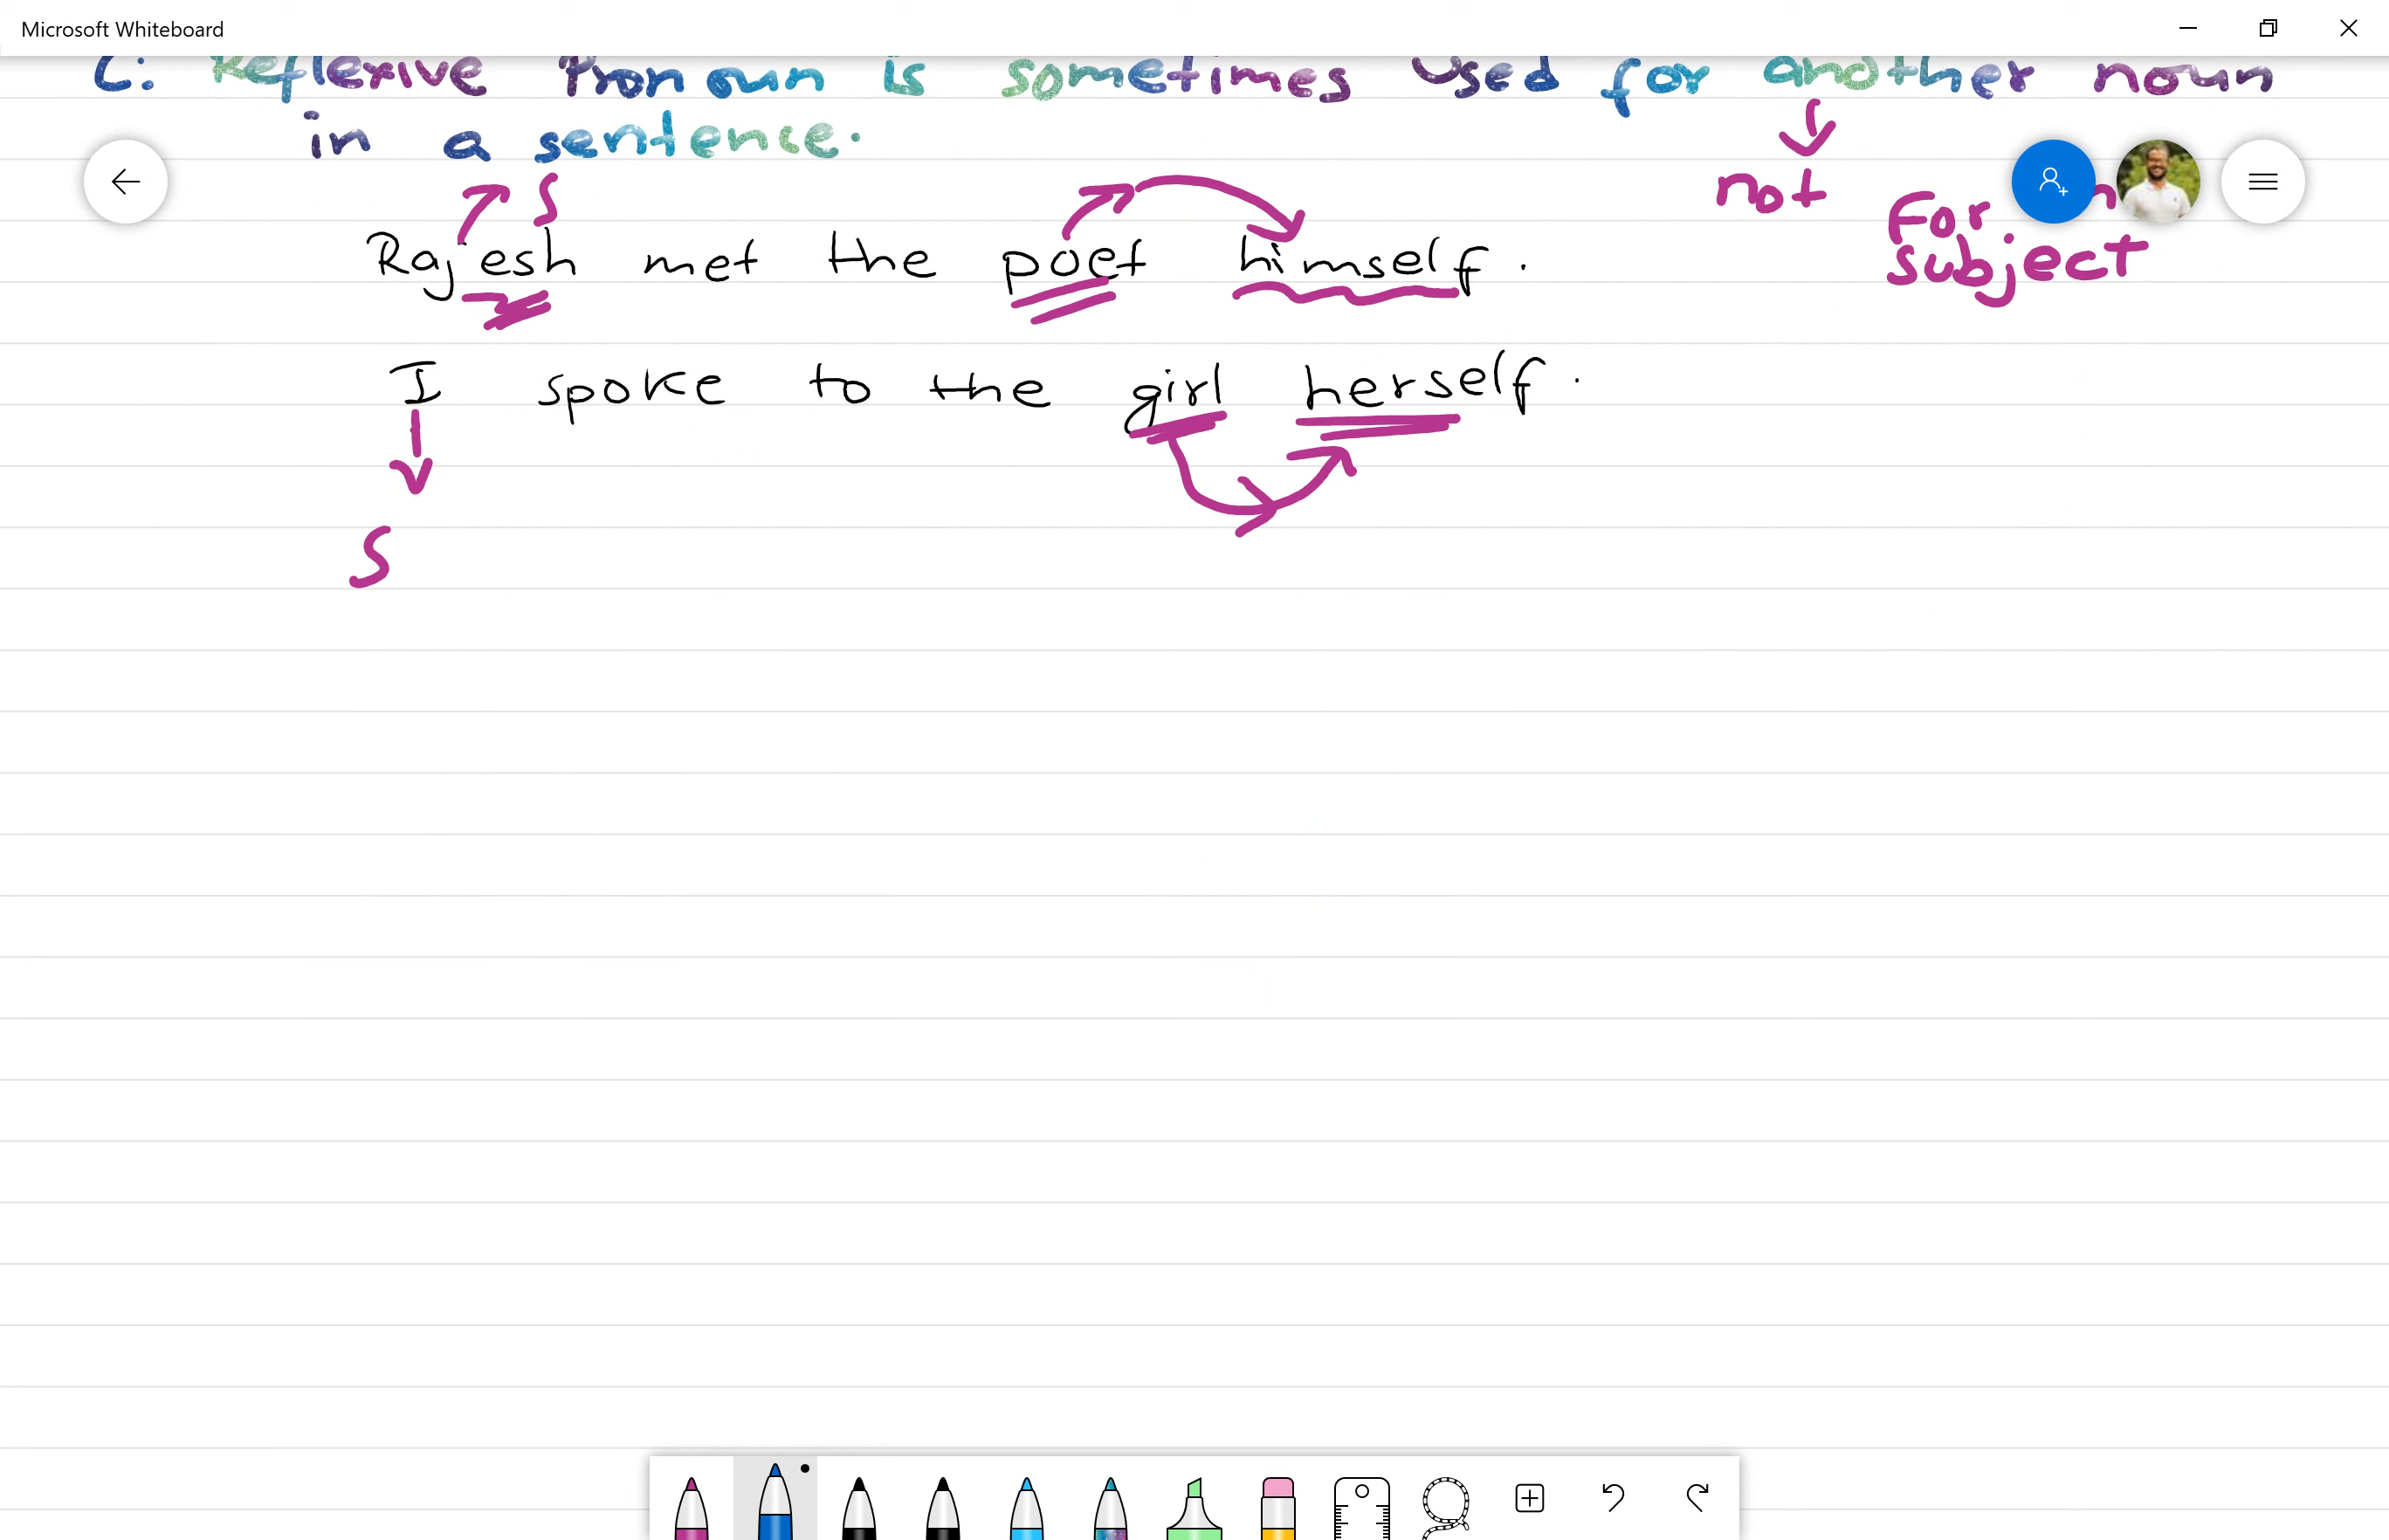 Microsoft Whiteboard
C: Reflexive Pronoun is sometimes used for another noun
in a sentence.
S
not
For
subject
Rajesh met the poet himself.
I spoke to the girl herself.
S